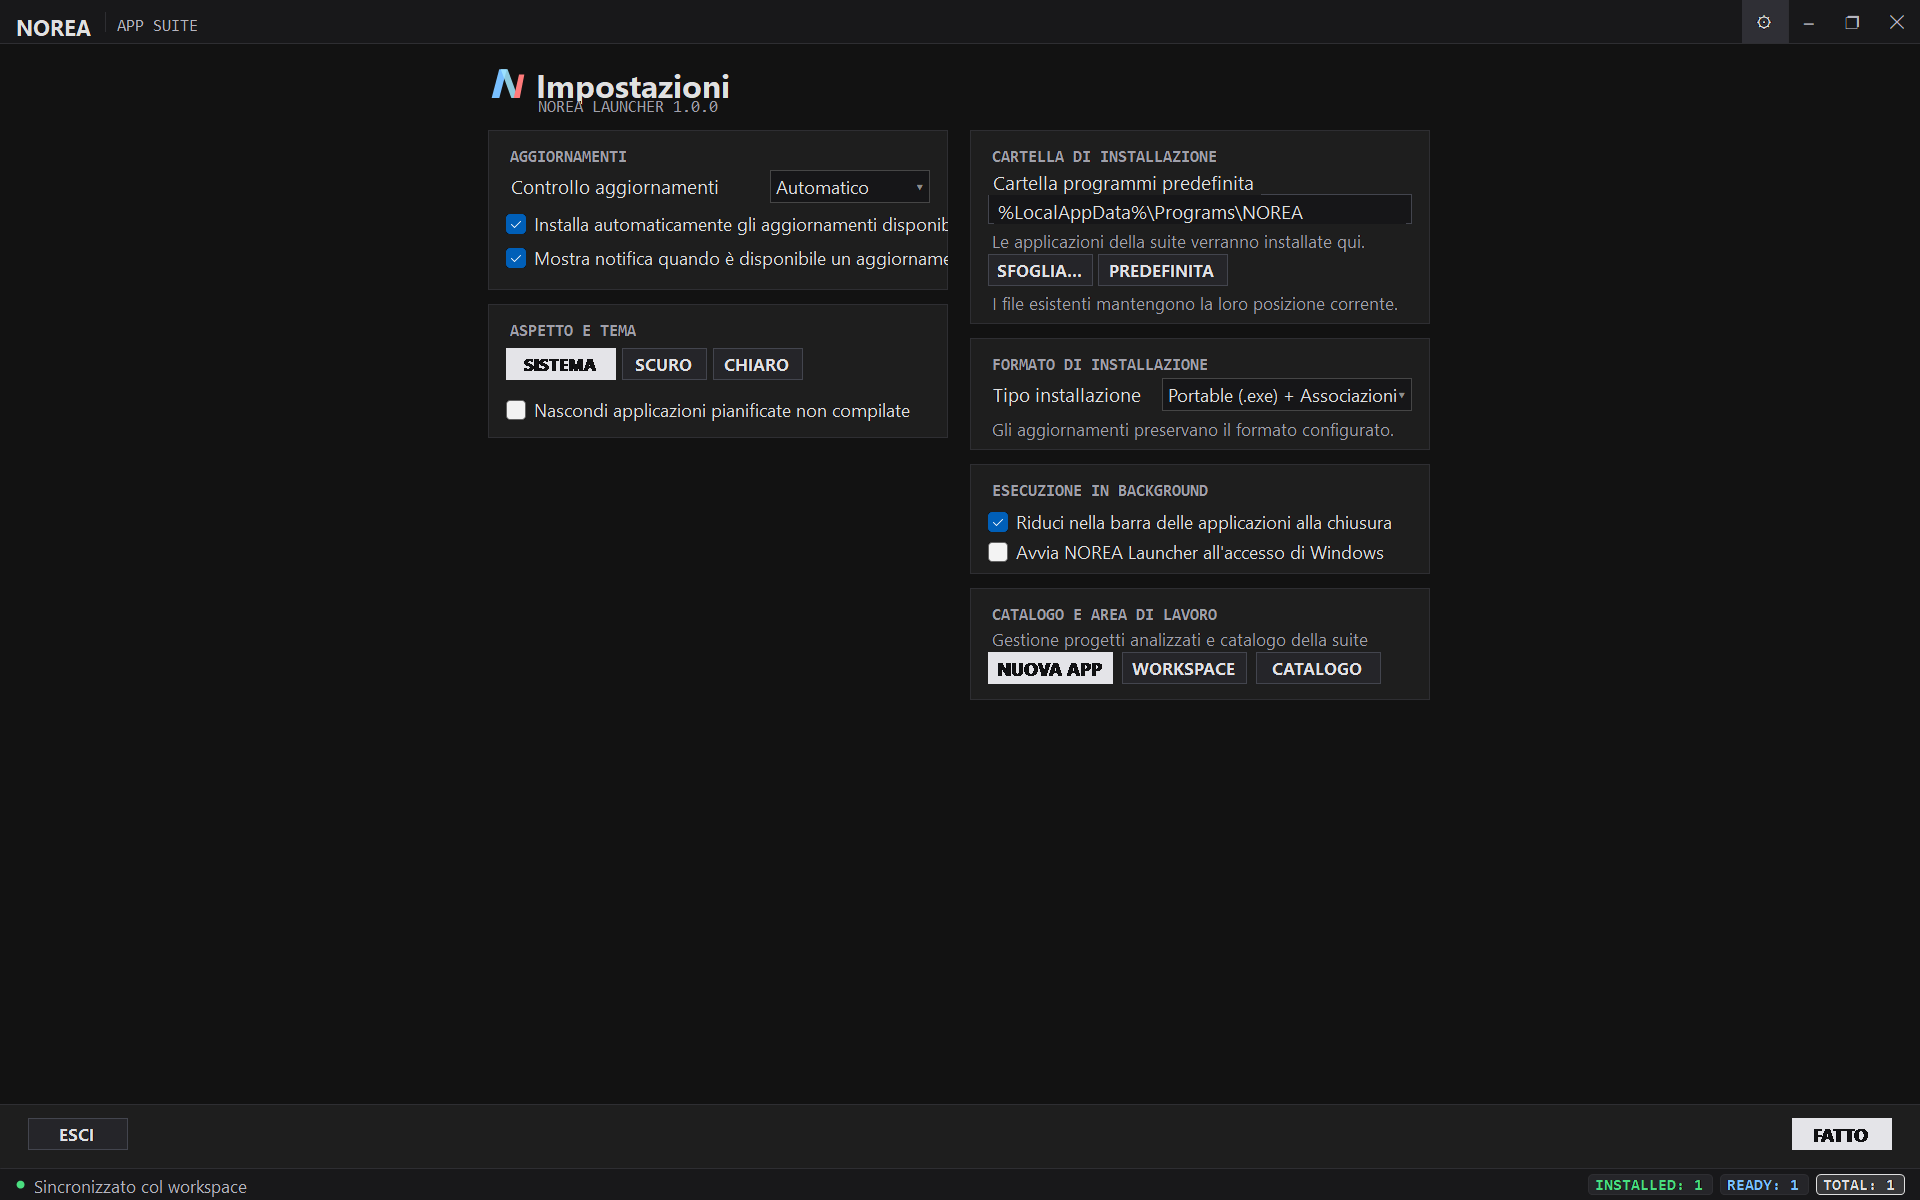 NOREA
APP SUITE
Impostazioni
NOREA LAUNCHER 1.0.0
AGGIORNAMENTI
Controllo aggiornamenti
Automatico
Installa automaticamente gli aggiornamenti disponib
Mostra notifica quando è disponibile un aggiorname
ASPETTO E TEMA
SISTEMA
SCURO
CHIARO
Nascondi applicazioni pianificate non compilate
CARTELLA DI INSTALLAZIONE
Cartella programmi predefinita
%LocalAppData%\Programs\NOREA
Le applicazioni della suite verranno installate qui.
SFOGLIA...
PREDEFINITA
I file esistenti mantengono la loro posizione corrente.
FORMATO DI INSTALLAZIONE
Tipo installazione
Portable (.exe) + Associazioni
Gli aggiornamenti preservano il formato configurato.
ESECUZIONE IN BACKGROUND
Riduci nella barra delle applicazioni alla chiusura
Avvia NOREA Launcher all'accesso di Windows
CATALOGO E AREA DI LAVORO
Gestione progetti analizzati e catalogo della suite
NUOVA APP
WORKSPACE
CATALOGO
ESCI
FATTO
Sincronizzato col workspace
INSTALLED: 1
READY: 1
TOTAL: 1